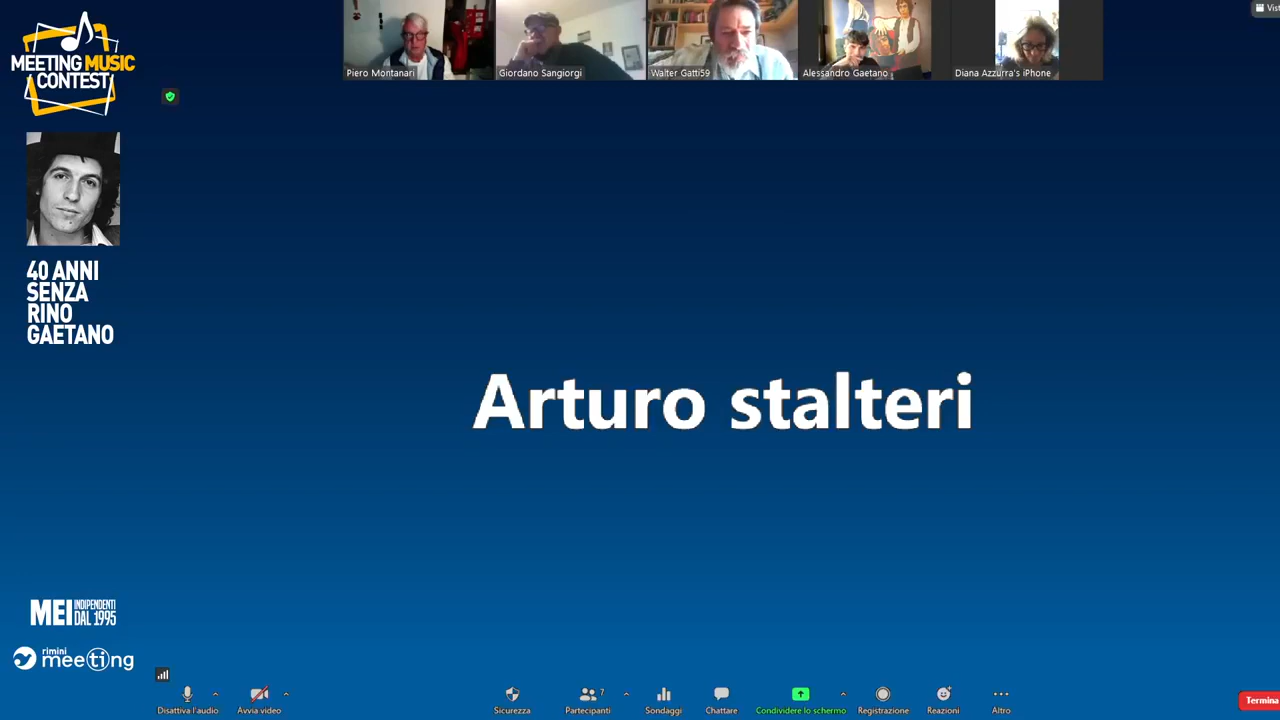 MEETING MUSIC
CONTEST
Piero Montanari
Giordano Sangiorgi
Walter Gatti59
Alessandro Gaetano
Diana Azzurra's iPhone
Vist
40 ANNI
SENZA
RINO
GAETANO
Arturo stalteri
MEI INDIPENDENTI
DAL 1995
rimini
meeting
Disattiva l'audio
Avvia video
Sicurezza
7
Partecipanti
Sondaggi
Chattare
Condividere lo schermo
Registrazione
Reazioni
Altro
Termina